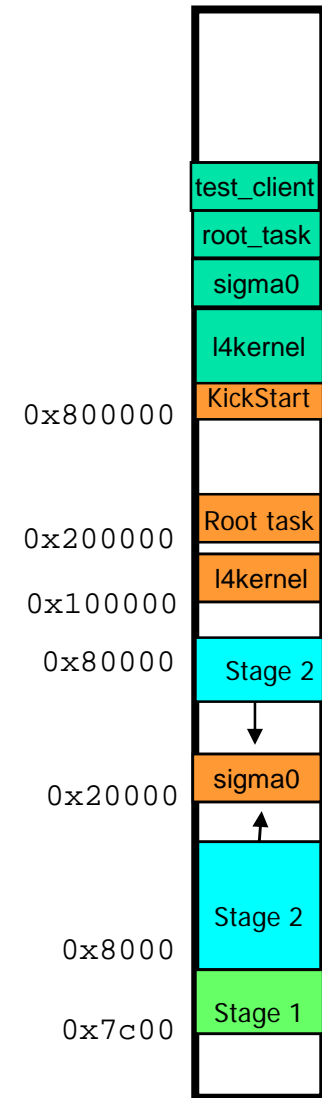 test_client
root_task
sigma0
l4kernel
KickStart
0x800000
Root task
0x200000
l4kernel
0x100000
0x80000
Stage 2
sigma0
0x20000
Stage 2
0x8000
Stage 1
0x7c00